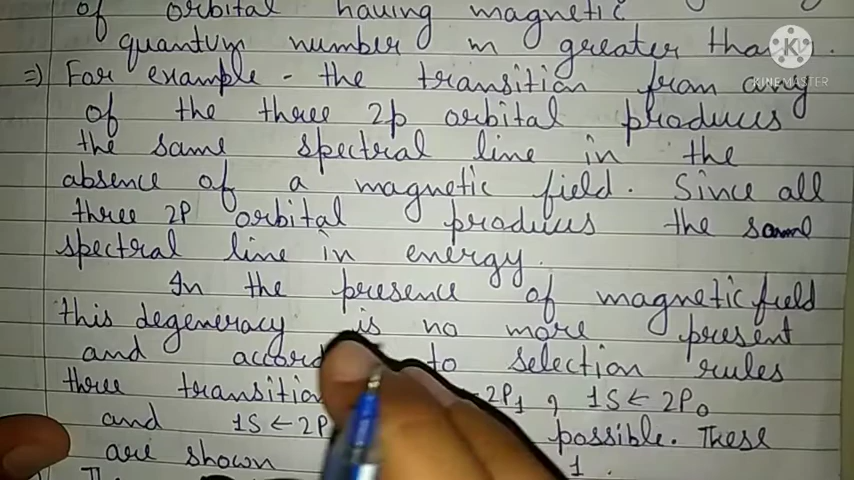 of orbital having magnetic
quantum number m greater than
KINEMASTER
=) For example - the transition from any
of the three 2p orbital produces
the same spectral line in the
absence of a magnetic field. Since all
three 2P orbital produces the same
spectral line in energy.
In the presence of magnetic field
this degeneracy is no more present
and to selection rules
three 2P1 , 1S ← 2P0
and 1S ← 2P possible. These
are shown 1.